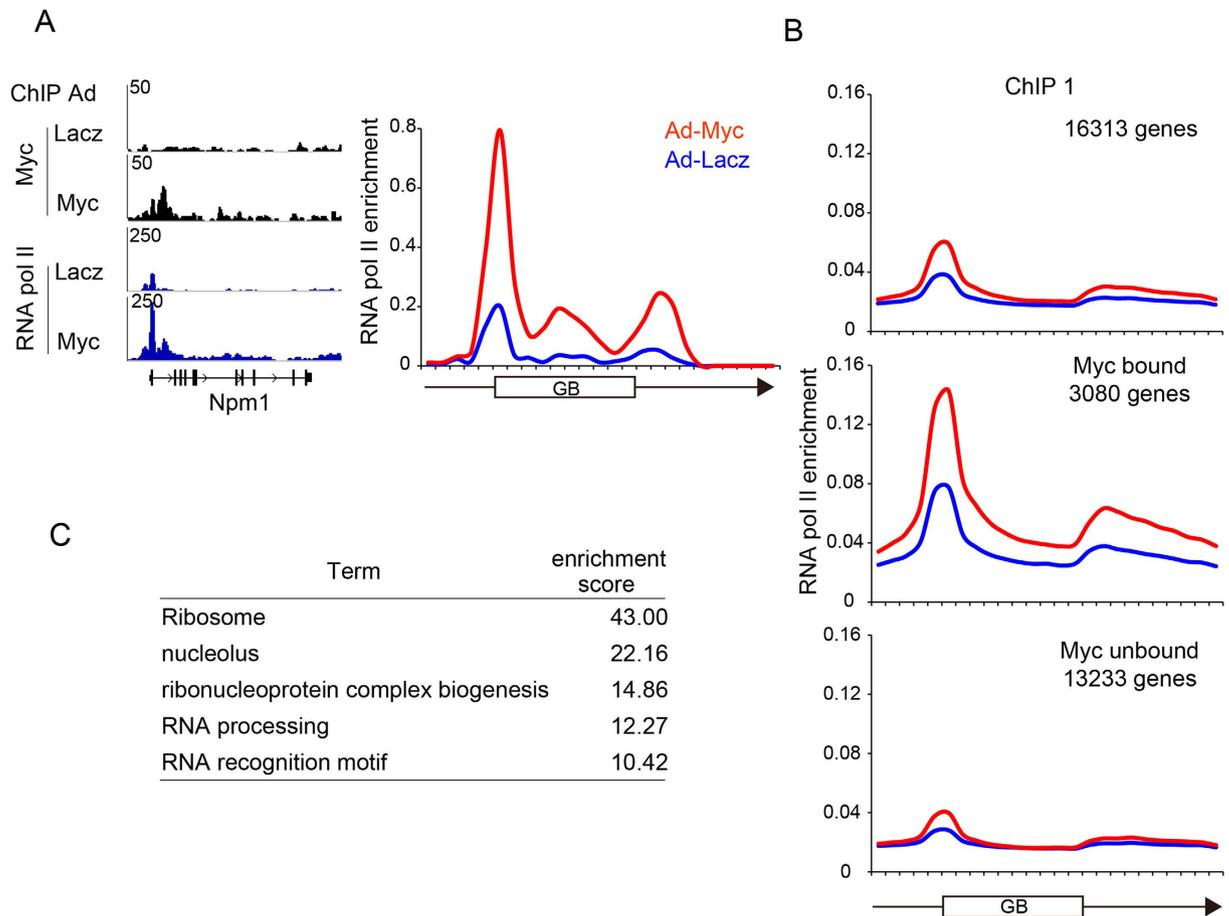 A
ChIP Ad
Myc
Lacz
50
Myc
50
RNA pol II
Lacz
250
Myc
250
Npm1
RNA pol II enrichment
0.8
0.6
0.4
0.2
0
Ad-Myc
Ad-Lacz
GB
B
ChIP 1
16313 genes
0.16
0.12
0.08
0.04
0
RNA pol II enrichment
Myc bound
3080 genes
0.16
0.12
0.08
0.04
0
Myc unbound
13233 genes
0.16
0.12
0.08
0.04
0
GB
C
Term enrichment score
Ribosome 43.00
nucleolus 22.16
ribonucleoprotein complex biogenesis 14.86
RNA processing 12.27
RNA recognition motif 10.42